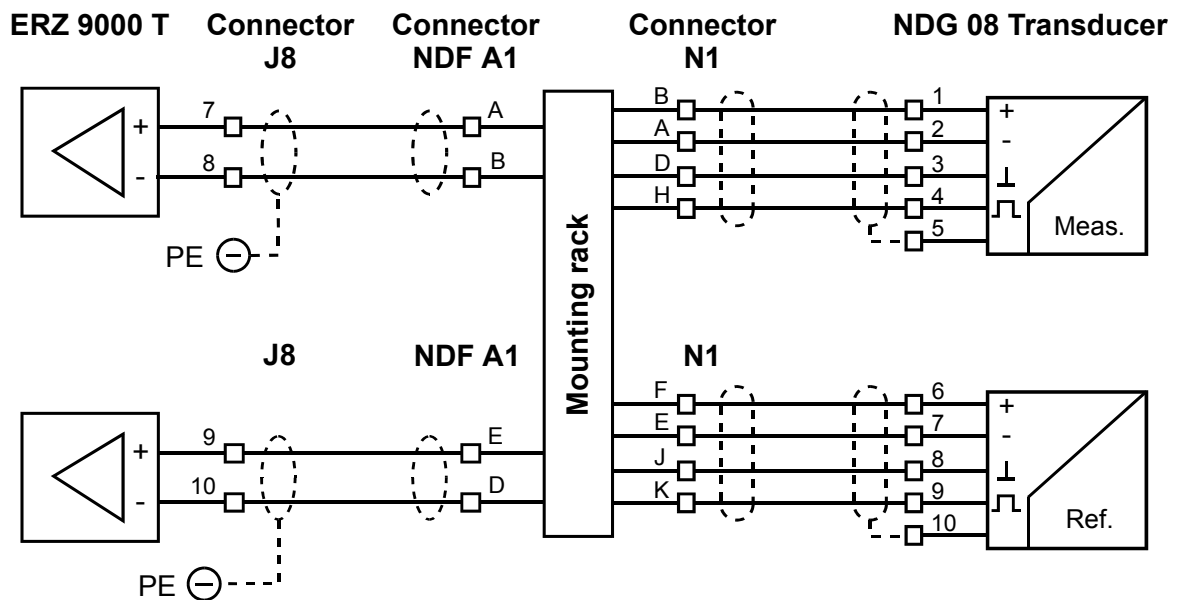 ERZ 9000 T Connector Connector Connector NDG 08 Transducer
J8 NDF A1 N1
7 A B 1
+ + 
A 2
-
8 B D 3
- ⊥
H 4
5
Meas.
PE
Mounting rack
J8 NDF A1 N1
F 6
+
9 E E 7
+ -
J 8
⊥
10 D K 9
-
10
Ref.
PE